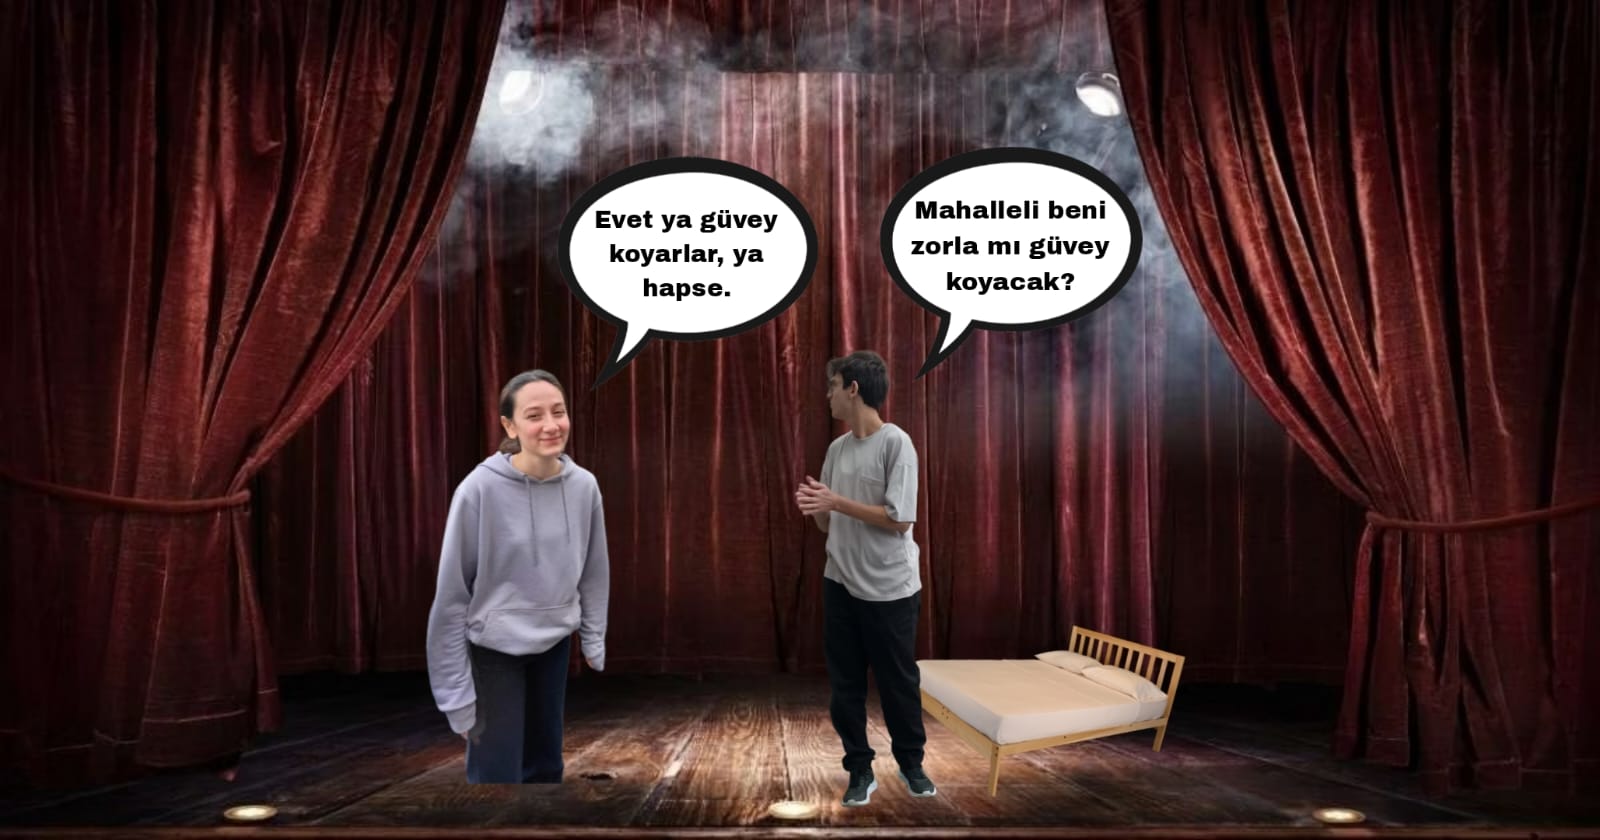 Evet ya güvey
koyarlar, ya
hapse.
Mahalleli beni
zorla mı güvey
koyacak?